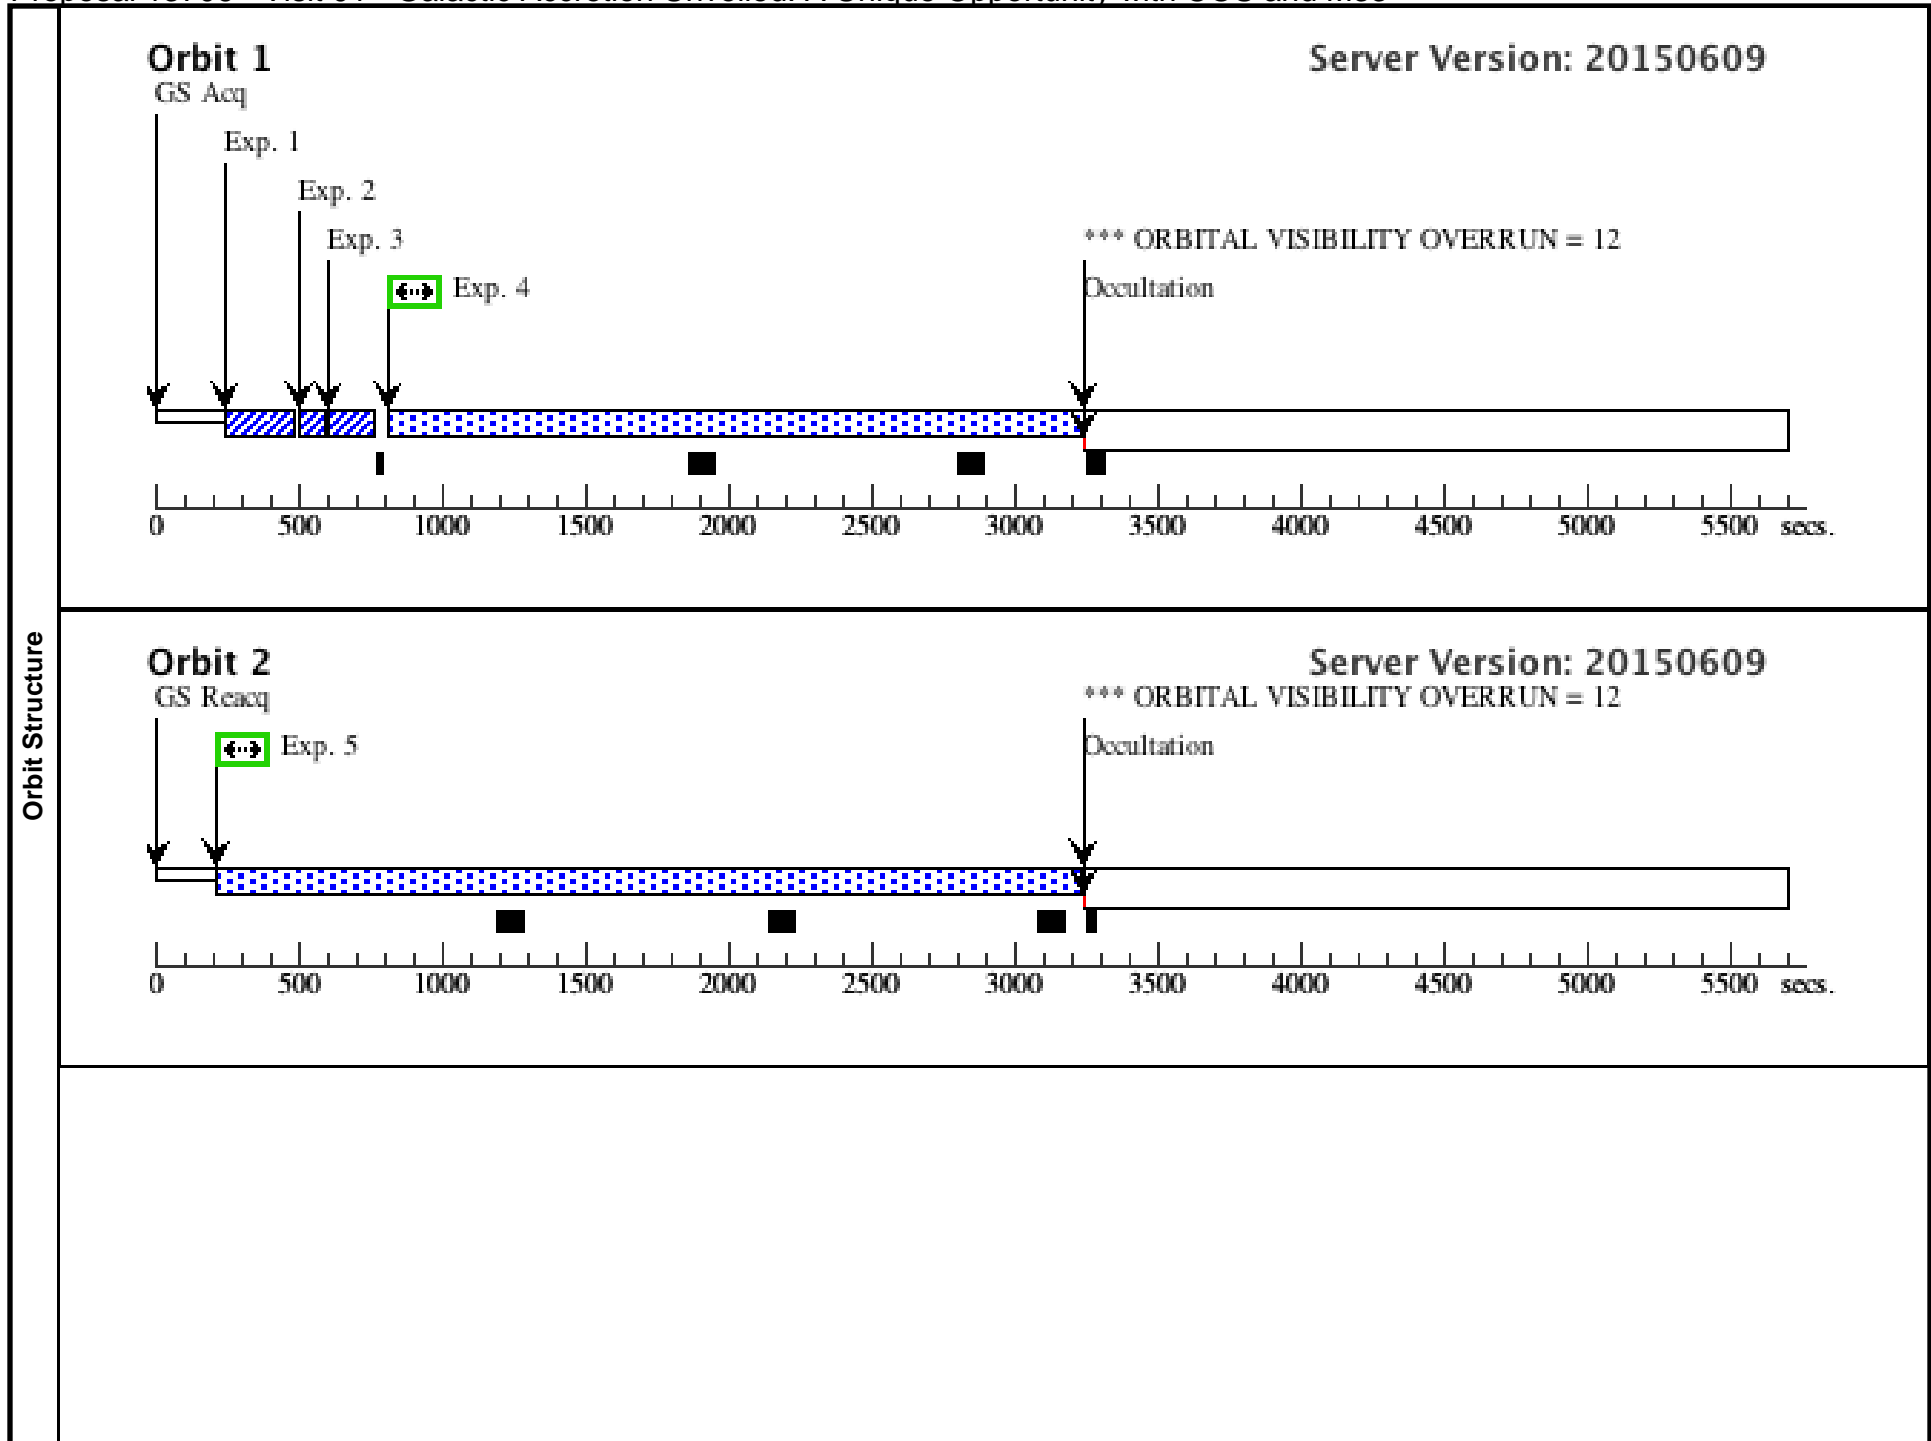 Orbit Structure
Orbit 1
Server Version: 20150609
GS Acq
Exp. 1
Exp. 2
Exp. 3
*** ORBITAL VISIBILITY OVERRUN = 12
Exp. 4
Occultation
0 500 1000 1500 2000 2500 3000 3500 4000 4500 5000 5500 secs.
Orbit 2
Server Version: 20150609
GS Reacq
*** ORBITAL VISIBILITY OVERRUN = 12
Exp. 5
Occultation
0 500 1000 1500 2000 2500 3000 3500 4000 4500 5000 5500 secs.